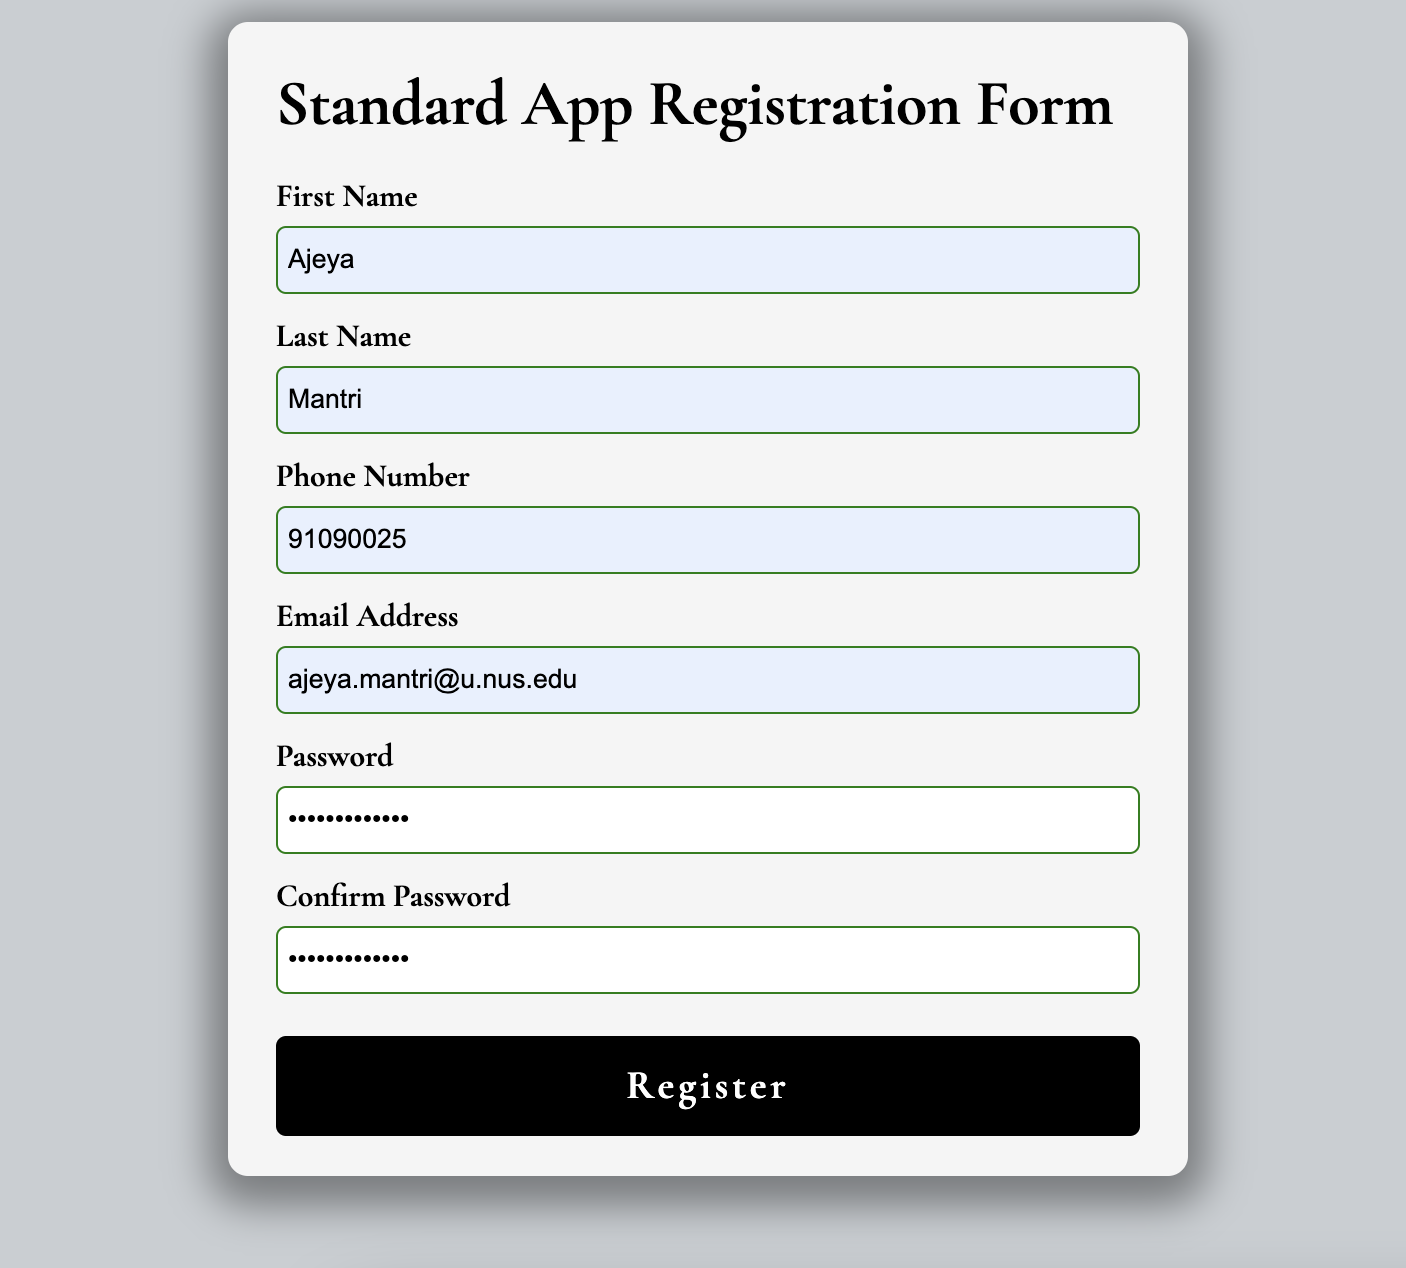 Standard App Registration Form
First Name
Ajeya
Last Name
Mantri
Phone Number
91090025
Email Address
ajeya.mantri@u.nus.edu
Password
•••••••••••••
Confirm Password
•••••••••••••
Register